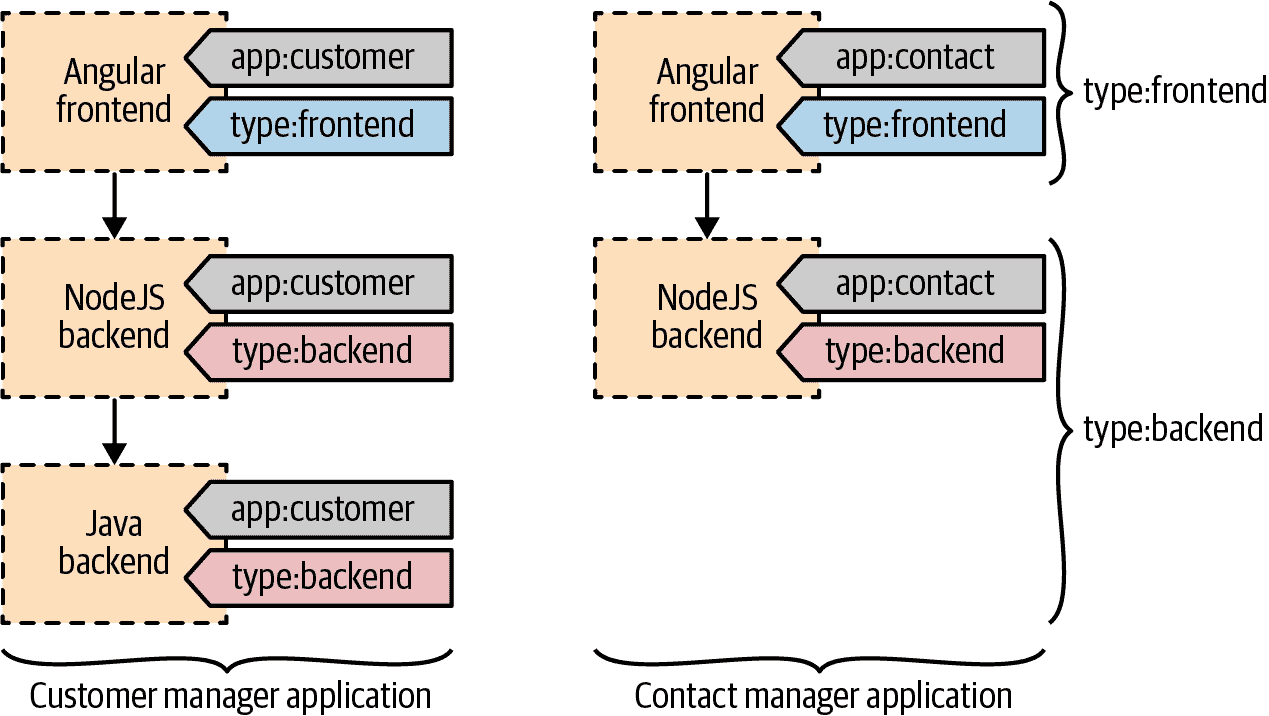 Angular
frontend
app:customer
type:frontend
Angular
frontend
app:contact
type:frontend
type:frontend
NodeJS
backend
app:customer
type:backend
NodeJS
backend
app:contact
type:backend
type:backend
Java
backend
app:customer
type:backend
Customer manager application
Contact manager application